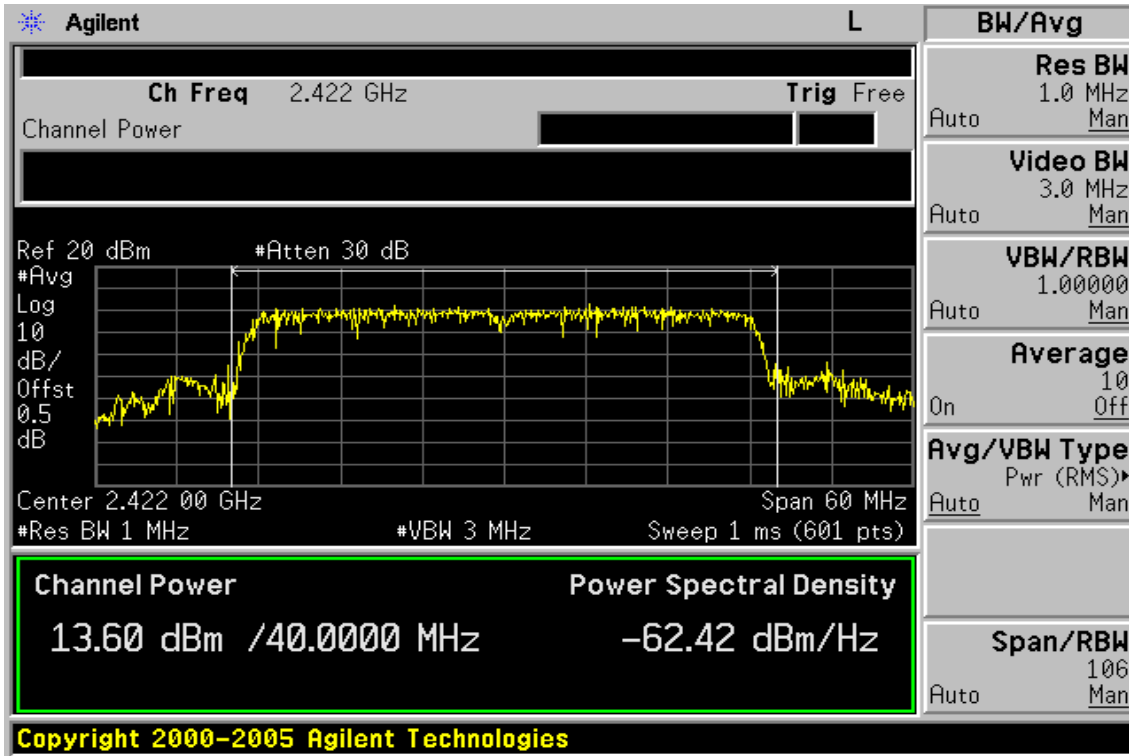 Agilent L
BW/Avg
Ch Freq 2.422 GHz Trig Free
Channel Power
Ref 20 dBm #Atten 30 dB
#Avg
Log
10
dB/
Offst
0.5
dB
Center 2.422 00 GHz Span 60 MHz
#Res BW 1 MHz #VBW 3 MHz Sweep 1 ms (601 pts)
Channel Power Power Spectral Density
13.60 dBm /40.0000 MHz -62.42 dBm/Hz
Res BW
1.0 MHz
Auto Man
Video BW
3.0 MHz
Auto Man
VBW/RBW
1.00000
Auto Man
Average
10
On Off
Avg/VBW Type
Pwr (RMS)▸
Auto Man
Span/RBW
106
Auto Man
Copyright 2000-2005 Agilent Technologies